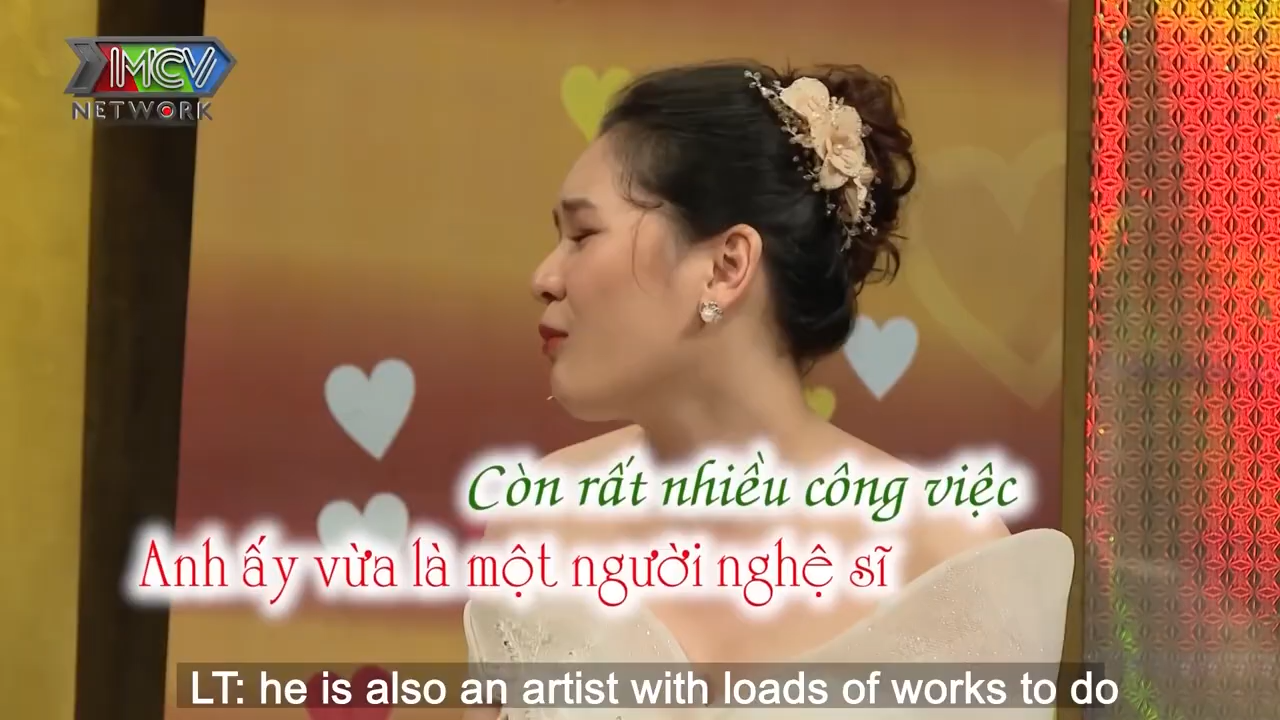 MCV
NETWORK
Còn rất nhiều công việc
Anh ấy vừa là một người nghệ sĩ
LT: he is also an artist with loads of works to do